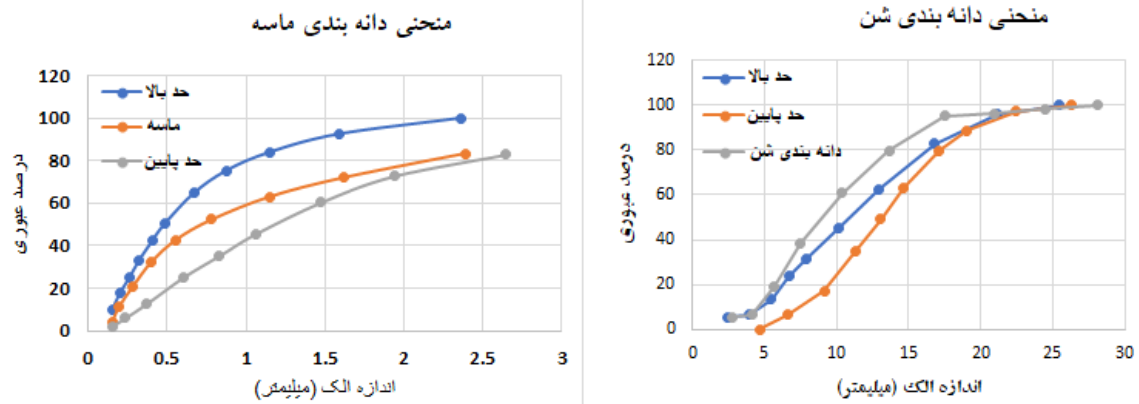 منحنی دانه بندی ماسه
حد بالا
ماسه
حد پایین
درصد عبوری
120
100
80
60
40
20
0
0 0.5 1 1.5 2 2.5 3
اندازه الک (میلیمتر)
منحنی دانه بندی شن
حد بالا
حد پایین
دانه بندی شن
درصد عبوری
120
100
80
60
40
20
0
0 5 10 15 20 25 30
اندازه الک (میلیمتر)